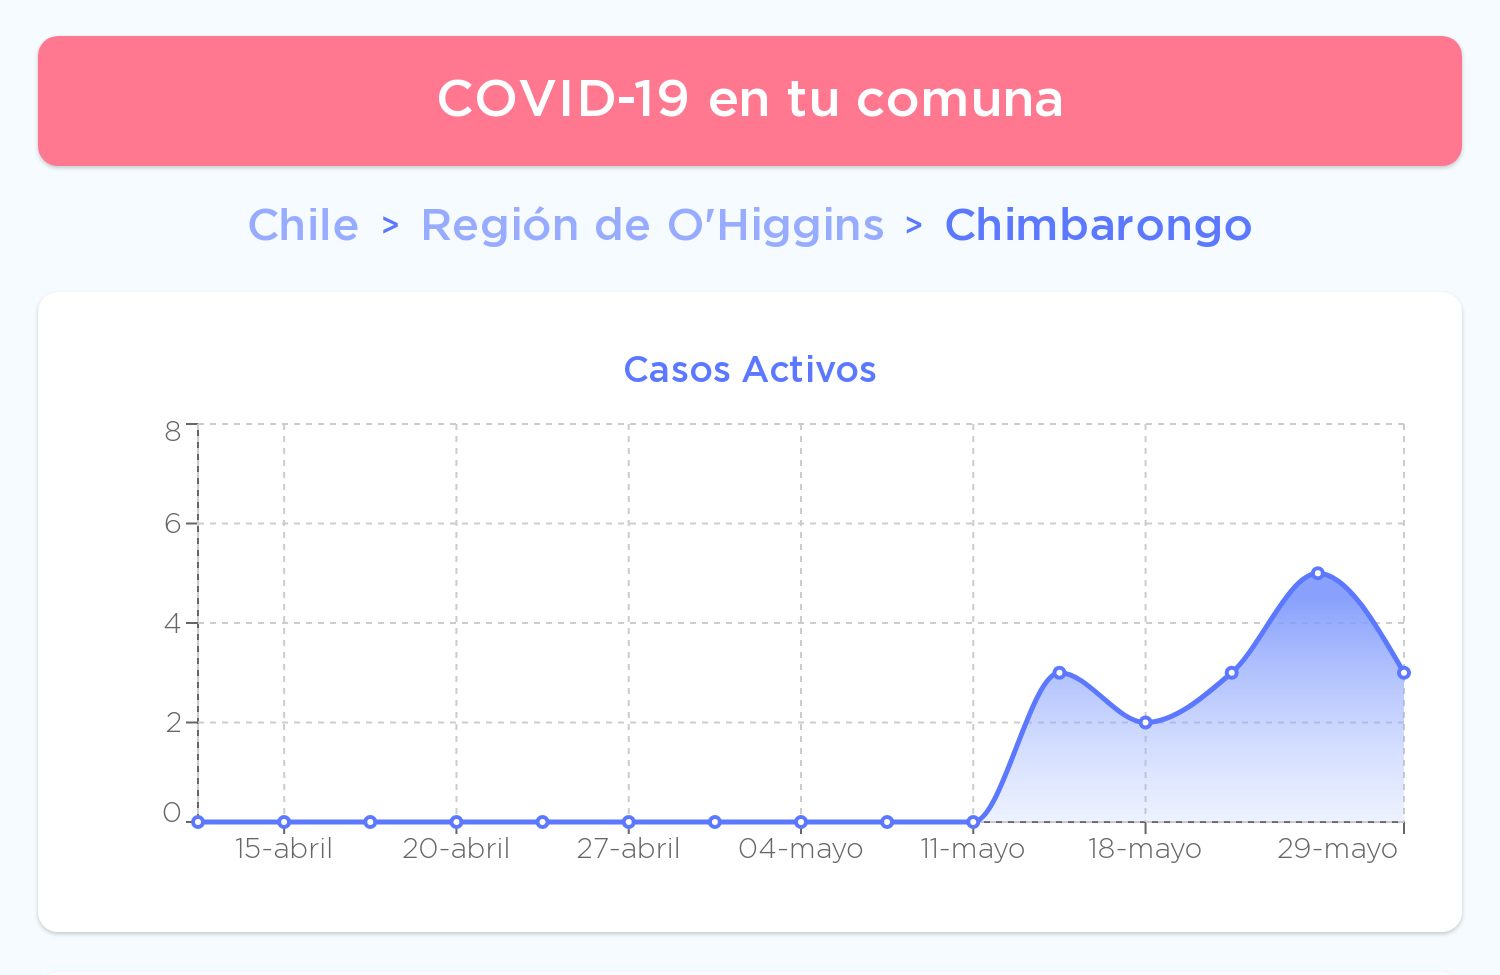 COVID-19 en tu comuna
Chile > Región de O'Higgins > Chimbarongo
Casos Activos
8
6
4
2
0
15-abril 20-abril 27-abril 04-mayo 11-mayo 18-mayo 29-mayo